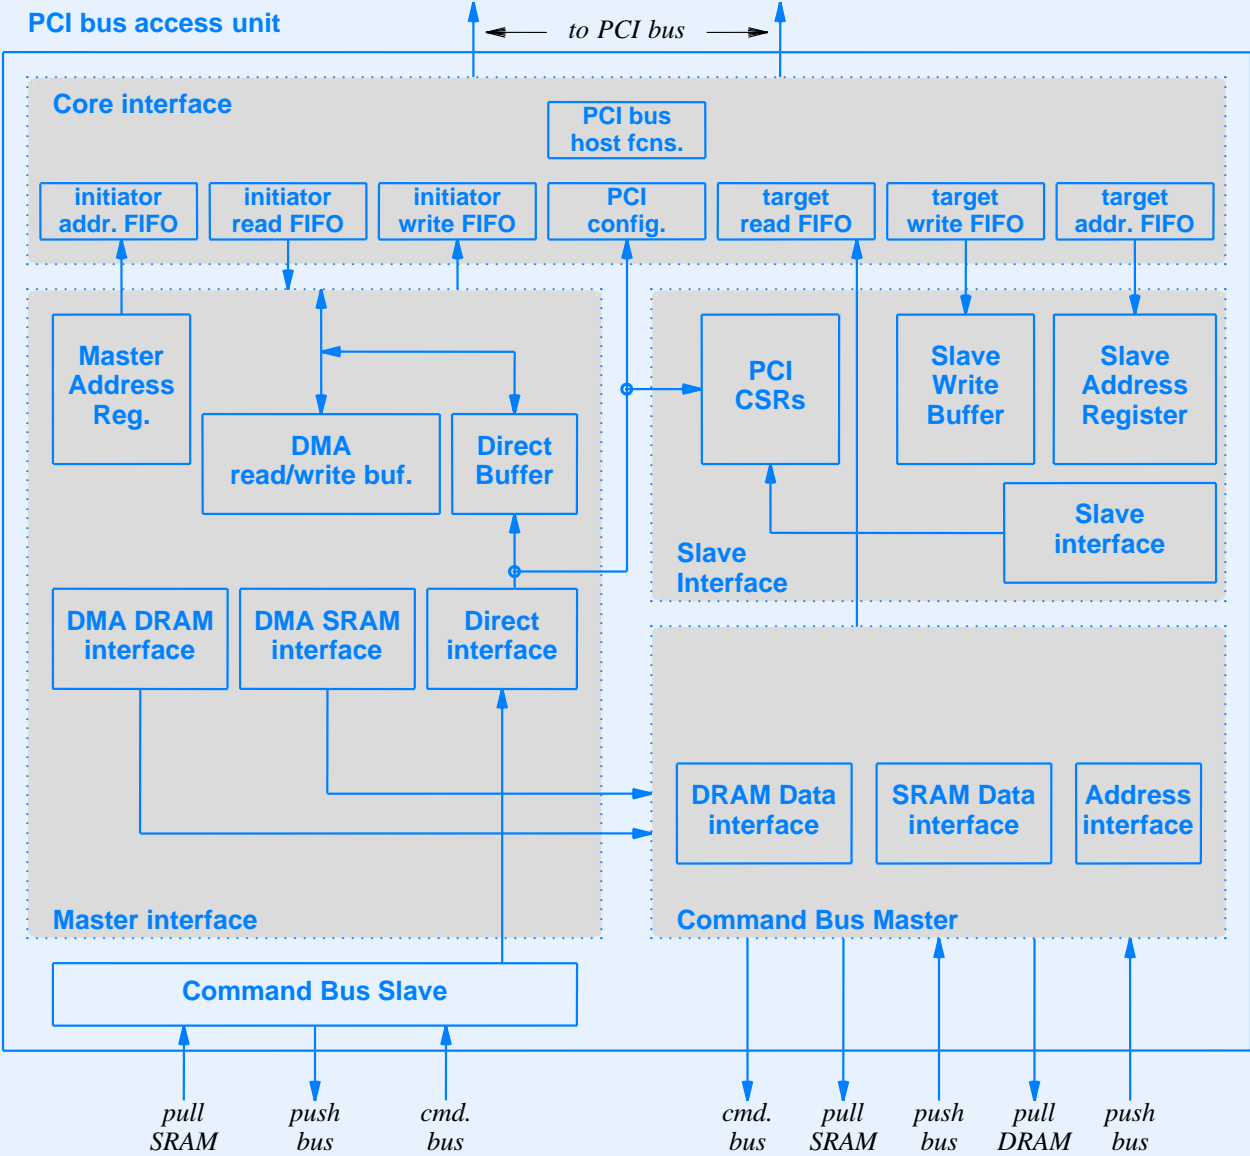 PCI bus access unit
to PCI bus
Core interface
PCI bus
host fcns.
initiator
addr. FIFO
initiator
read FIFO
initiator
write FIFO
PCI
config.
target
read FIFO
target
write FIFO
target
addr. FIFO
Master
Address
Reg.
DMA
read/write buf.
Direct
Buffer
PCI
CSRs
Slave
Write
Buffer
Slave
Address
Register
Slave
interface
Slave
Interface
DMA DRAM
interface
DMA SRAM
interface
Direct
interface
DRAM Data
interface
SRAM Data
interface
Address
interface
Master interface
Command Bus Master
Command Bus Slave
pull
SRAM
push
bus
cmd.
bus
cmd.
bus
pull
SRAM
push
bus
pull
DRAM
push
bus